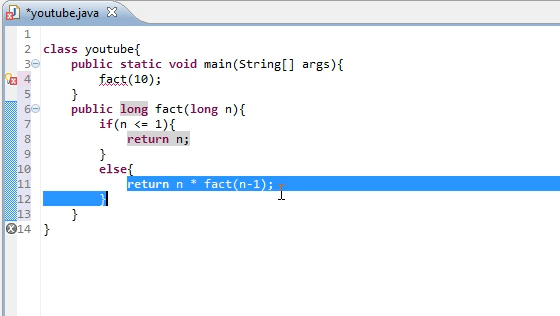 *youtube.java
1
2 class youtube{
3 public static void main(String[] args){
4 fact(10);
5 }
6 public long fact(long n){
7 if(n <= 1){
8 return n;
9 }
10 else{
11 return n * fact(n-1);
12 }
13 }
14 }